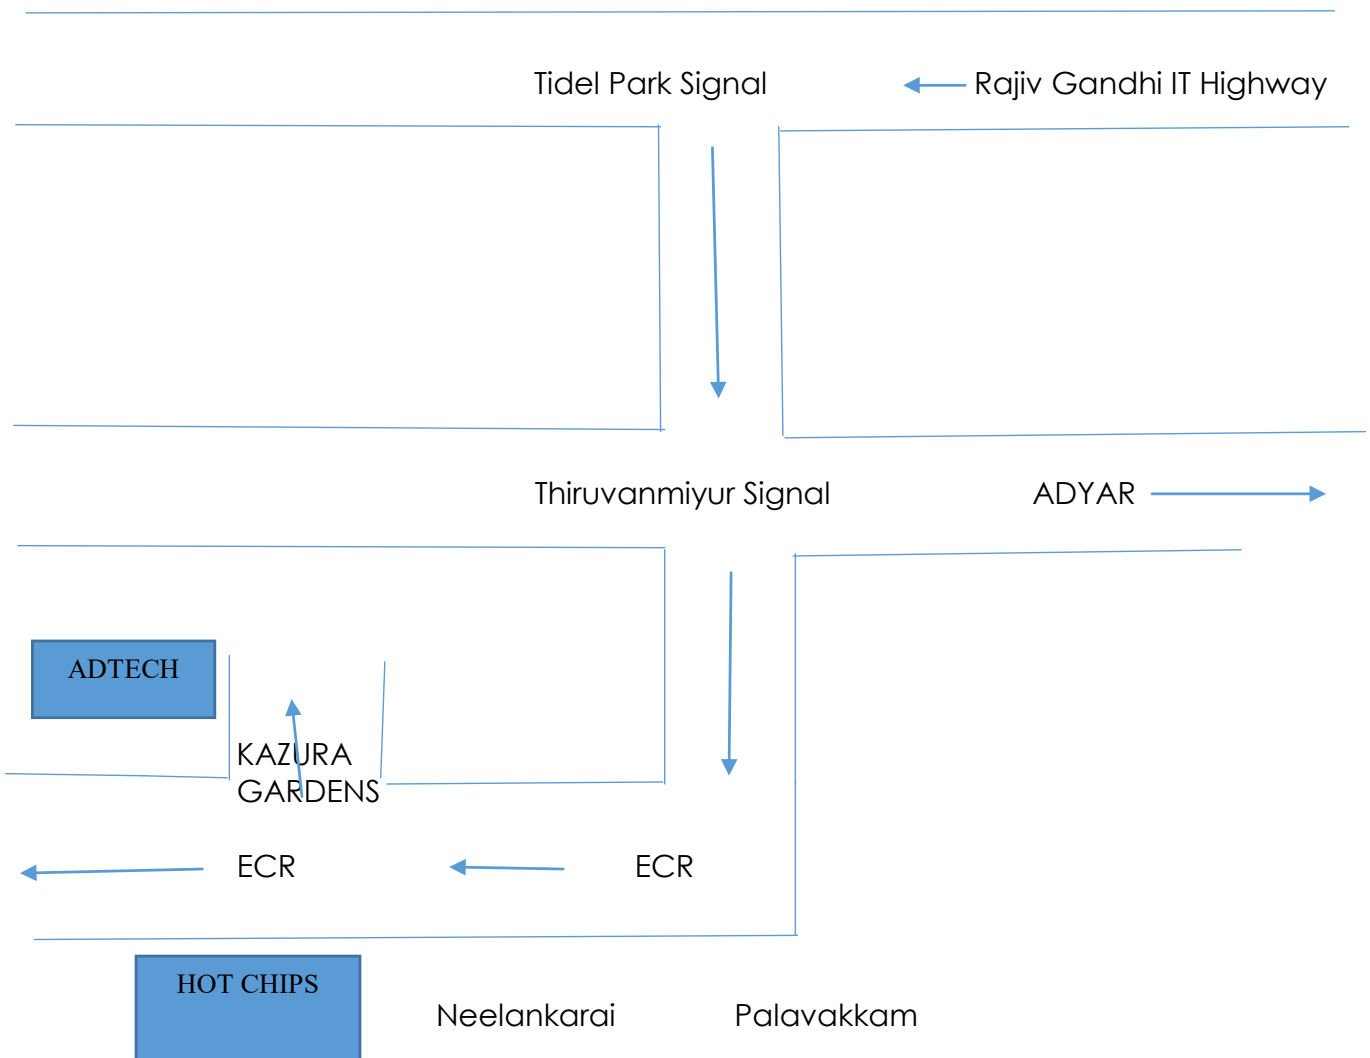 Tidel Park Signal
Rajiv Gandhi IT Highway
Thiruvanmiyur Signal
ADYAR
ADTECH
KAZURA
GARDENS
ECR
ECR
HOT CHIPS
Neelankarai
Palavakkam